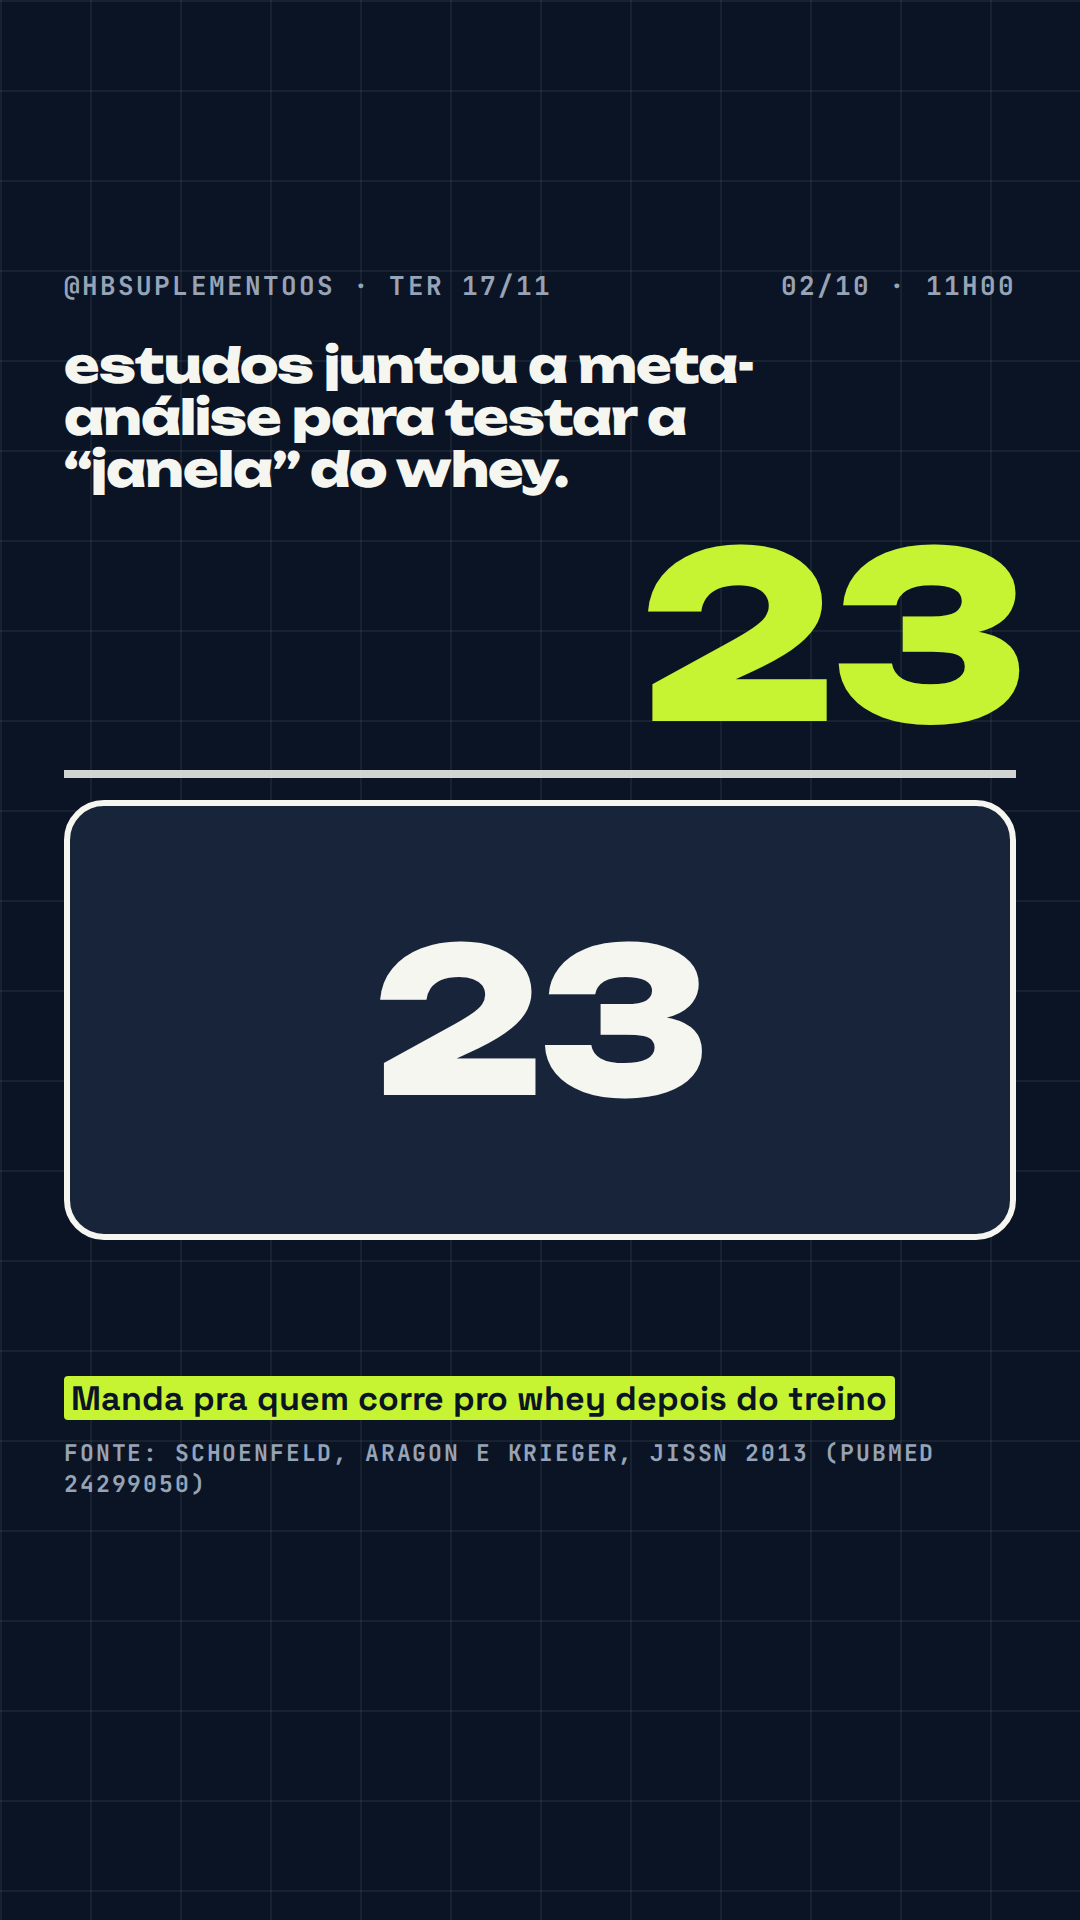 @HBSUPLEMENTOOS · TER 17/11
02/10 · 11H00
estudos juntou a meta-
análise para testar a
“janela” do whey.
23
23
Manda pra quem corre pro whey depois do treino
FONTE: SCHOENFELD, ARAGON E KRIEGER, JISSN 2013 (PUBMED
24299050)